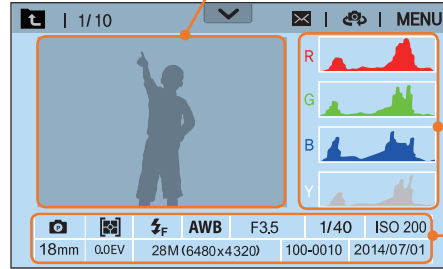 1/10 MENU
R
G
B
Y
P F AWB F3.5 1/40 ISO 200
18mm 0.0EV 28M (6480x4320) 100-0010 2014/07/01